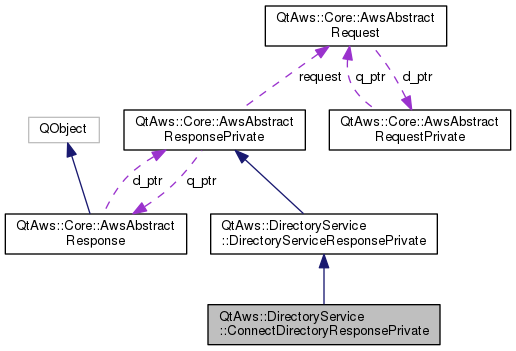 QtAws::Core::AwsAbstract
Request
request
q_ptr
d_ptr
QObject
QtAws::Core::AwsAbstract
ResponsePrivate
QtAws::Core::AwsAbstract
RequestPrivate
d_ptr
q_ptr
QtAws::Core::AwsAbstract
Response
QtAws::DirectoryService
::DirectoryServiceResponsePrivate
QtAws::DirectoryService
::ConnectDirectoryResponsePrivate